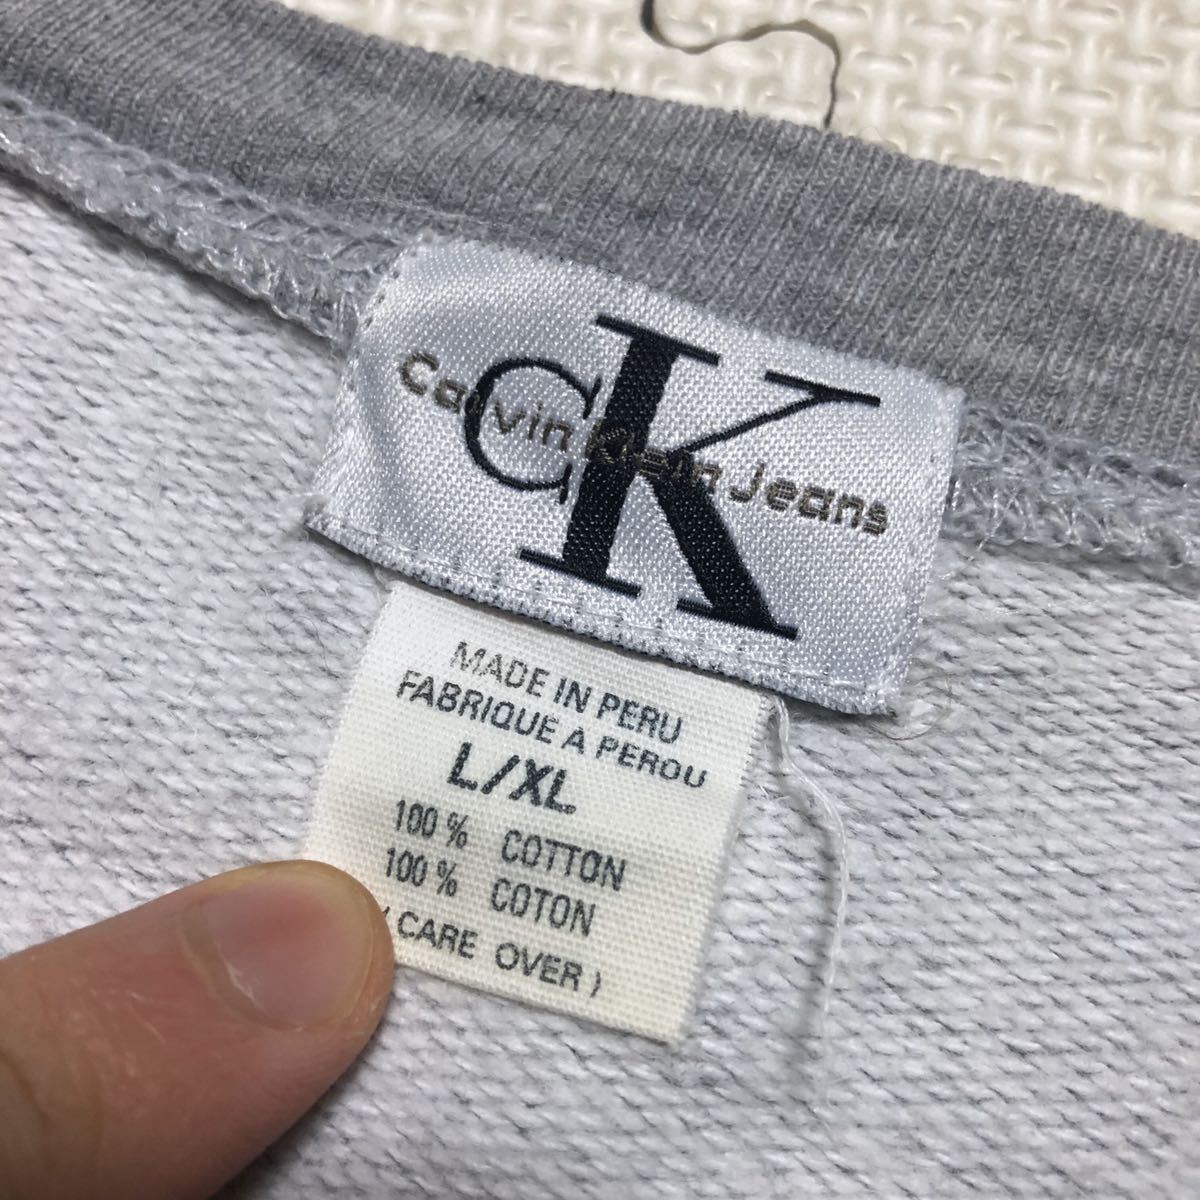 CK
Calvin Klein Jeans
MADE IN PERU
FABRIQUE A PEROU
L/XL
100 % COTTON
100 % COTON
( CARE OVER )